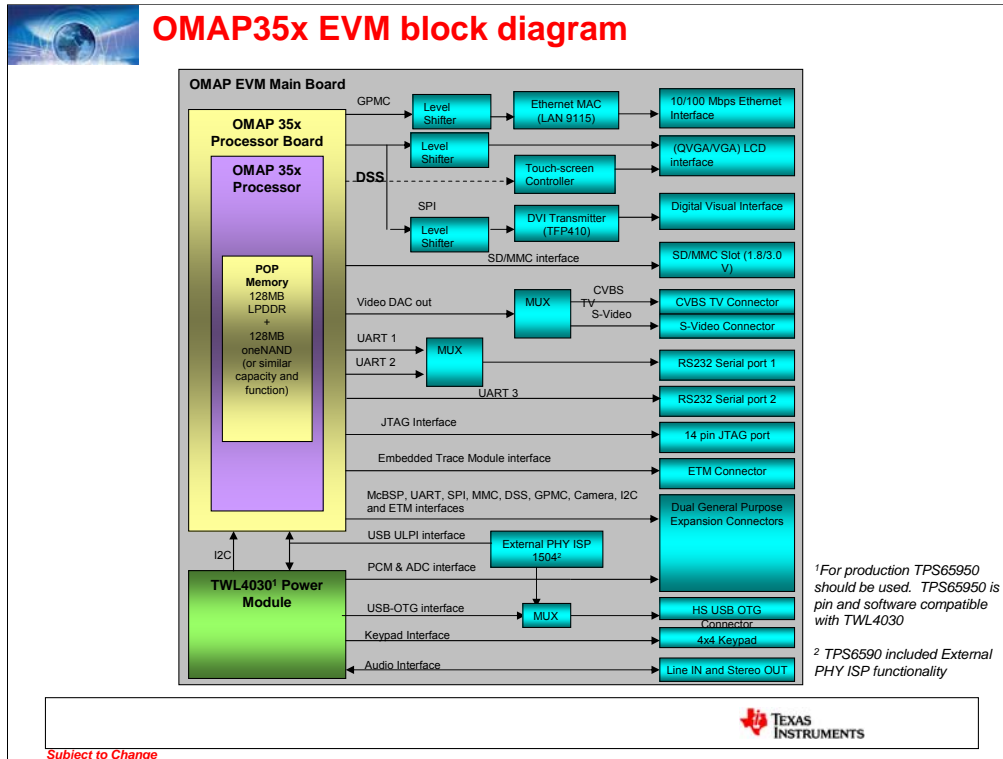 OMAP35x EVM block diagram
OMAP EVM Main Board
OMAP 35x
Processor Board
OMAP 35x
Processor
POP
Memory
128MB
LPDDR
+
128MB
oneNAND
(or similar
capacity and
function)
GPMC
Level
Shifter
Ethernet MAC
(LAN 9115)
10/100 Mbps Ethernet
Interface
Level
Shifter
(QVGA/VGA) LCD
interface
DSS
Touch-screen
Controller
SPI
Level
Shifter
DVI Transmitter
(TFP410)
Digital Visual Interface
SD/MMC interface
SD/MMC Slot (1.8/3.0
V)
Video DAC out
MUX
CVBS
TV
S-Video
CVBS TV Connector
S-Video Connector
UART 1
UART 2
MUX
RS232 Serial port 1
UART 3
RS232 Serial port 2
JTAG Interface
14 pin JTAG port
Embedded Trace Module interface
ETM Connector
McBSP, UART, SPI, MMC, DSS, GPMC, Camera, I2C
and ETM interfaces
Dual General Purpose
Expansion Connectors
USB ULPI interface
External PHY ISP
1504²
I2C
PCM & ADC interface
TWL4030¹ Power
Module
USB-OTG interface
MUX
HS USB OTG
Connector
Keypad Interface
4x4 Keypad
Audio Interface
Line IN and Stereo OUT
¹For production TPS65950
should be used. TPS65950 is
pin and software compatible
with TWL4030
² TPS6590 included External
PHY ISP functionality
TEXAS
INSTRUMENTS
Subject to Change